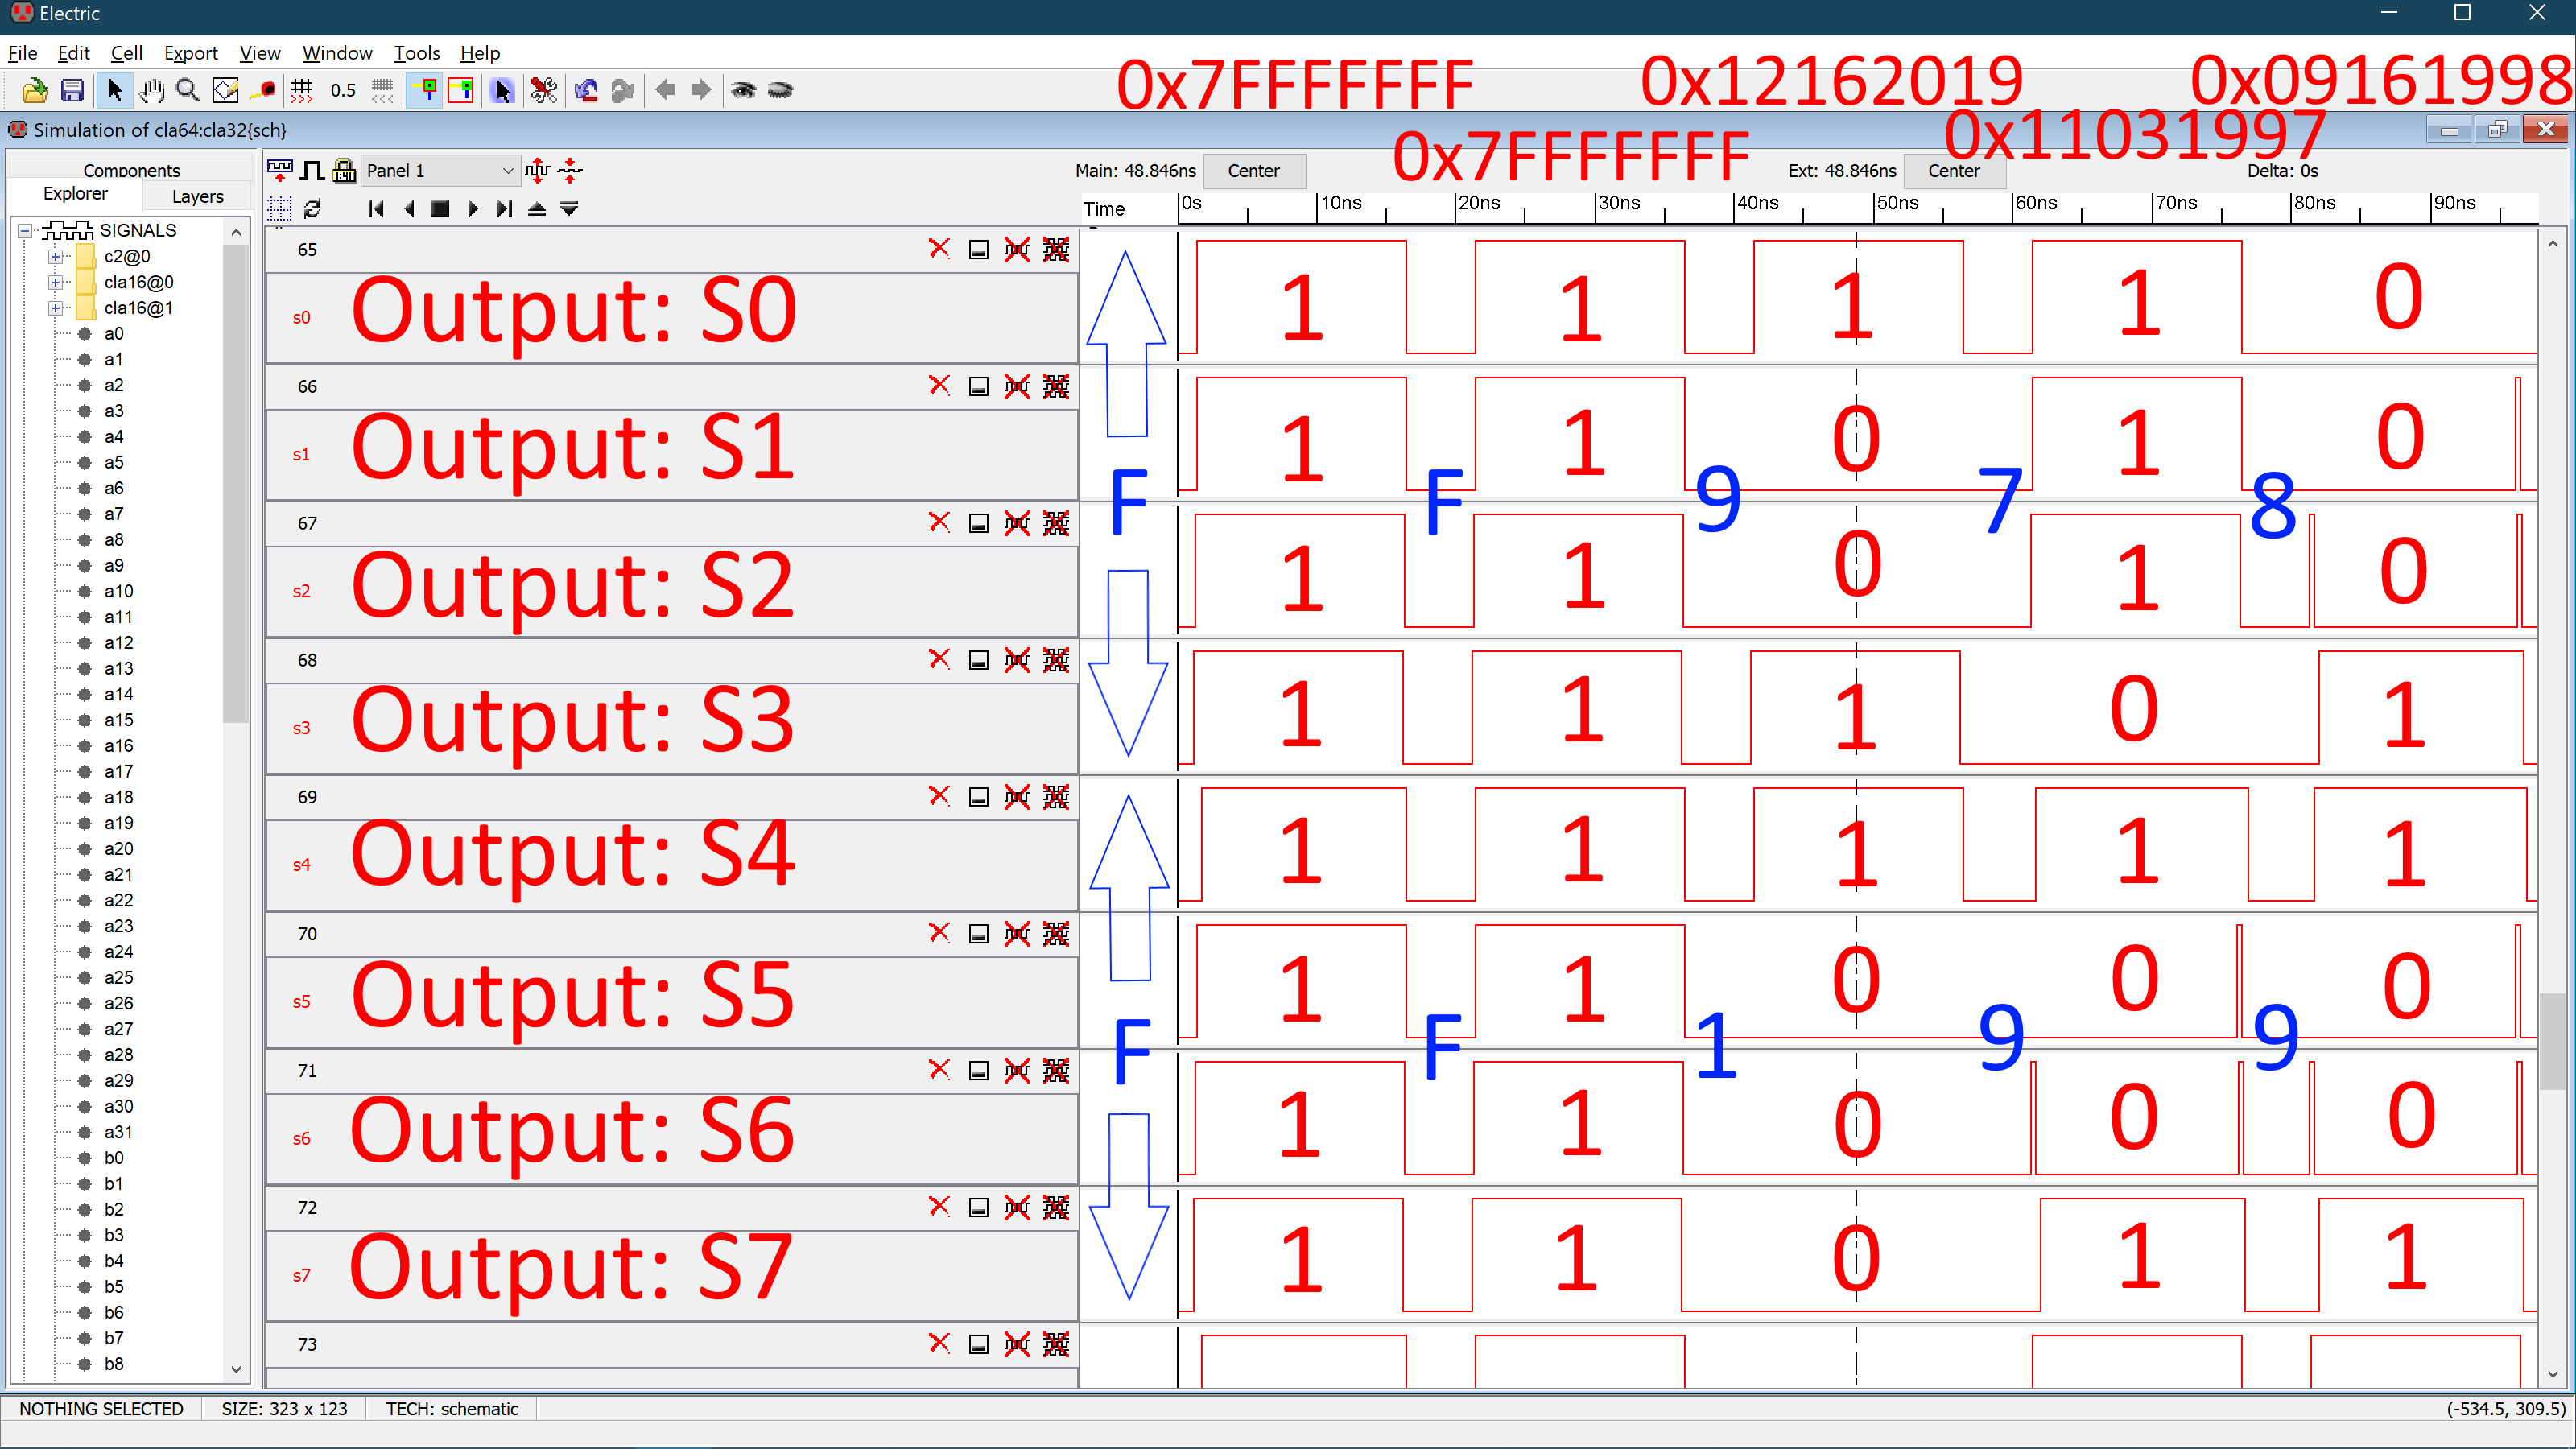 Electric
File Edit Cell Export View Window Tools Help
0x7FFFFFFF 0x12162019 0x09161998
0.5
0x7FFFFFFF 0x11031997
Simulation of cla64:cla32{sch}
Components
Explorer Layers
Panel 1 Main: 48.846ns Center Ext: 48.846ns Center Delta: 0s
Time 0s 10ns 20ns 30ns 40ns 50ns 60ns 70ns 80ns 90ns
SIGNALS
c2@0
cla16@0
cla16@1
a0
a1
a2
a3
a4
a5
a6
a7
a8
a9
a10
a11
a12
a13
a14
a15
a16
a17
a18
a19
a20
a21
a22
a23
a24
a25
a26
a27
a28
a29
a30
a31
b0
b1
b2
b3
b4
b5
b6
b7
b8
65
s0 Output: S0 1 1 1 1 0
66
s1 Output: S1 1 1 0 1 0
F F 9 7 8
67
s2 Output: S2 1 1 0 1 0
68
s3 Output: S3 1 1 1 0 1
69
s4 Output: S4 1 1 1 1 1
70
s5 Output: S5 1 1 0 0 0
F F 1 9 9
71
s6 Output: S6 1 1 0 0 0
72
s7 Output: S7 1 1 0 1 1
73
NOTHING SELECTED SIZE: 323 x 123 TECH: schematic (-534.5, 309.5)